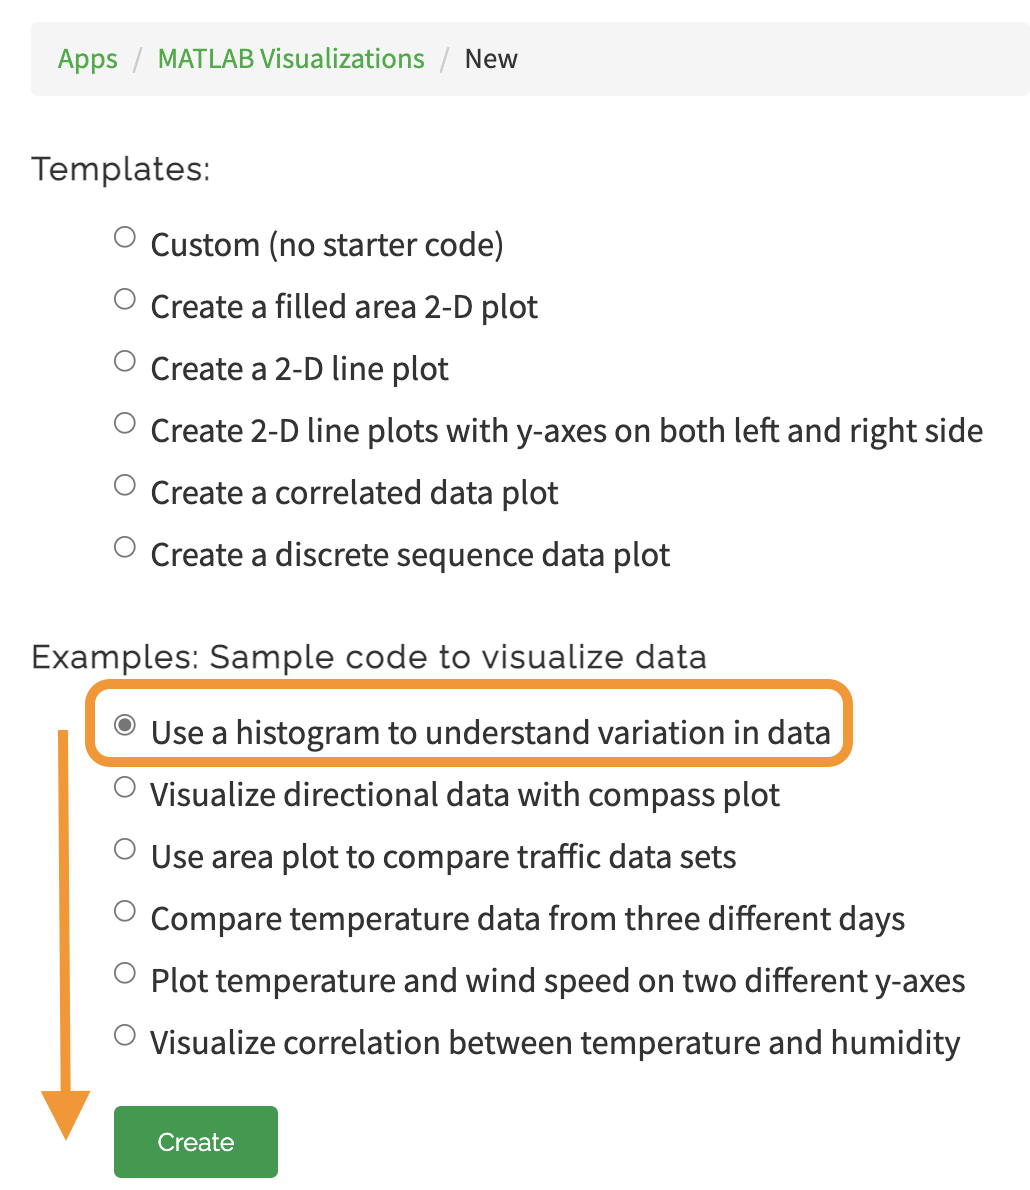 Apps / MATLAB Visualizations / New
Templates:
Custom (no starter code)
Create a filled area 2-D plot
Create a 2-D line plot
Create 2-D line plots with y-axes on both left and right side
Create a correlated data plot
Create a discrete sequence data plot
Examples: Sample code to visualize data
Use a histogram to understand variation in data
Visualize directional data with compass plot
Use area plot to compare traffic data sets
Compare temperature data from three different days
Plot temperature and wind speed on two different y-axes
Visualize correlation between temperature and humidity
Create